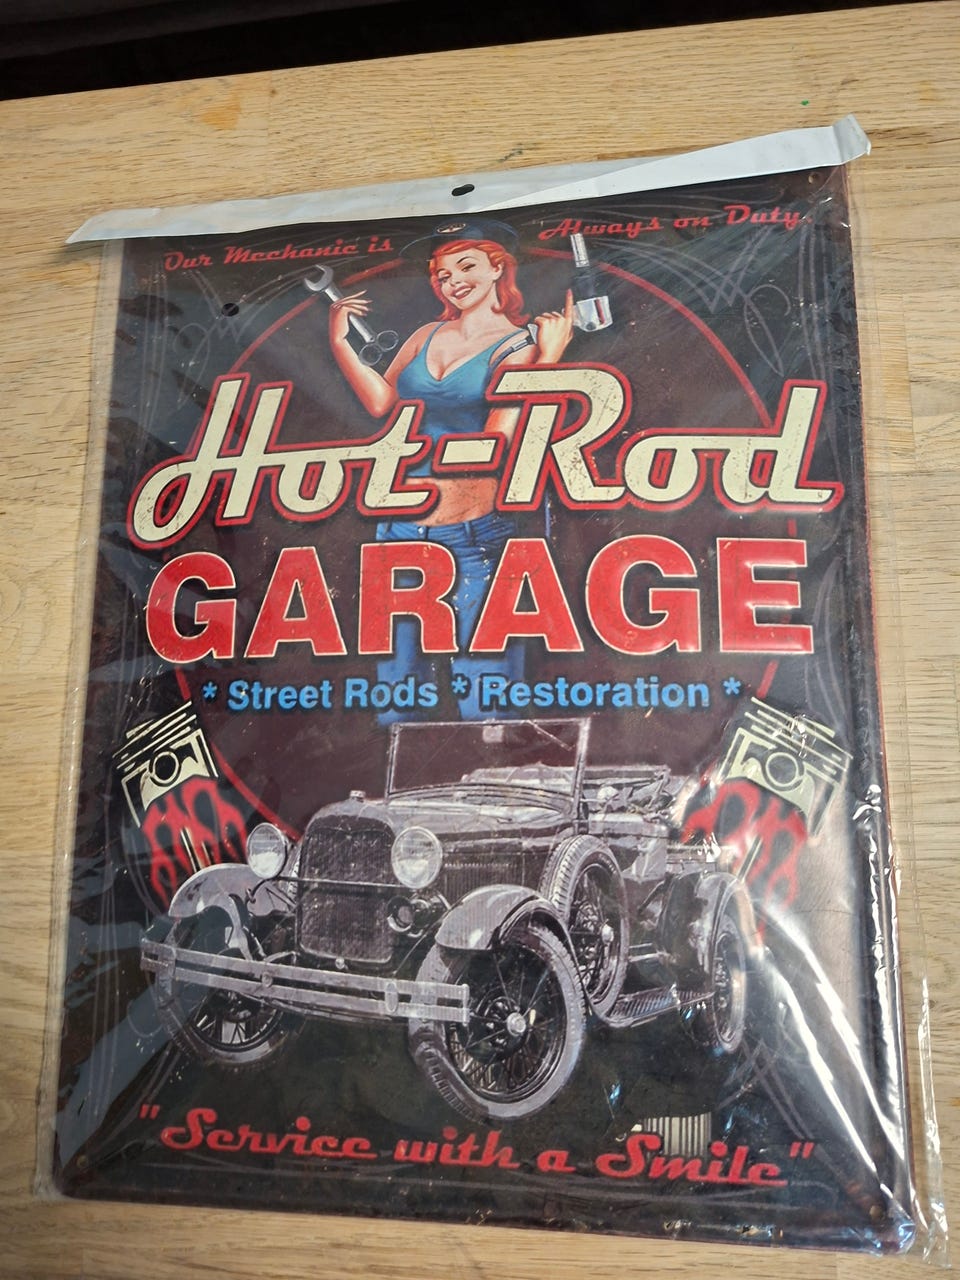 Our Mechanic is Always on Duty.
Hot-Rod
GARAGE
* Street Rods * Restoration *
"Service with a Smile"